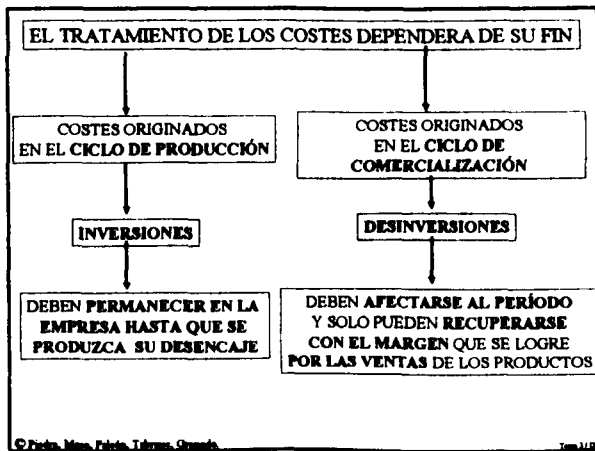 EL TRATAMIENTO DE LOS COSTES DEPENDERA DE SU FIN
COSTES ORIGINADOS
EN EL CICLO DE PRODUCCIÓN
COSTES ORIGINADOS
EN EL CICLO DE
COMERCIALIZACIÓN
INVERSIONES
DESINVERSIONES
DEBEN PERMANECER EN LA
EMPRESA HASTA QUE SE
PRODUZCA SU DESENCAJE
DEBEN AFECTARSE AL PERÍODO
Y SOLO PUEDEN RECUPERARSE
CON EL MARGEN QUE SE LOGRE
POR LAS VENTAS DE LOS PRODUCTOS
©